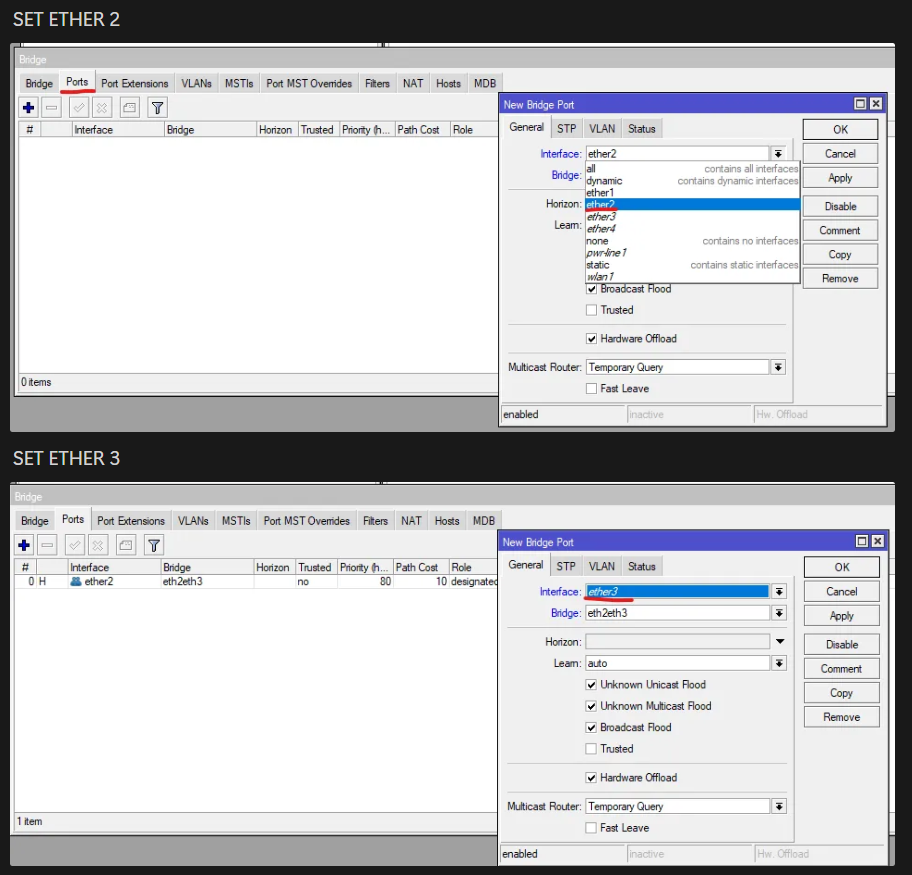 SET ETHER 2
Bridge
Bridge Ports Port Extensions VLANs MSTIs Port MST Overrides Filters NAT Hosts MDB
# Interface Bridge Horizon Trusted Priority (h... Path Cost Role
0 items
New Bridge Port
General STP VLAN Status
Interface: ether2
Bridge:
Horizon:
Learn:
all contains all interfaces
dynamic contains dynamic interfaces
ether1
ether2
ether3
ether4
none contains no interfaces
pwr-line1
static contains static interfaces
wlan1
Broadcast Flood
Trusted
Hardware Offload
Multicast Router: Temporary Query
Fast Leave
enabled inactive Hw. Offload
OK
Cancel
Apply
Disable
Comment
Copy
Remove
SET ETHER 3
Bridge
Bridge Ports Port Extensions VLANs MSTIs Port MST Overrides Filters NAT Hosts MDB
# Interface Bridge Horizon Trusted Priority (h... Path Cost Role
0 H ether2 eth2eth3 no 80 10 designated
1 item
New Bridge Port
General STP VLAN Status
Interface: ether3
Bridge: eth2eth3
Horizon:
Learn: auto
Unknown Unicast Flood
Unknown Multicast Flood
Broadcast Flood
Trusted
Hardware Offload
Multicast Router: Temporary Query
Fast Leave
enabled inactive Hw. Offload
OK
Cancel
Apply
Disable
Comment
Copy
Remove